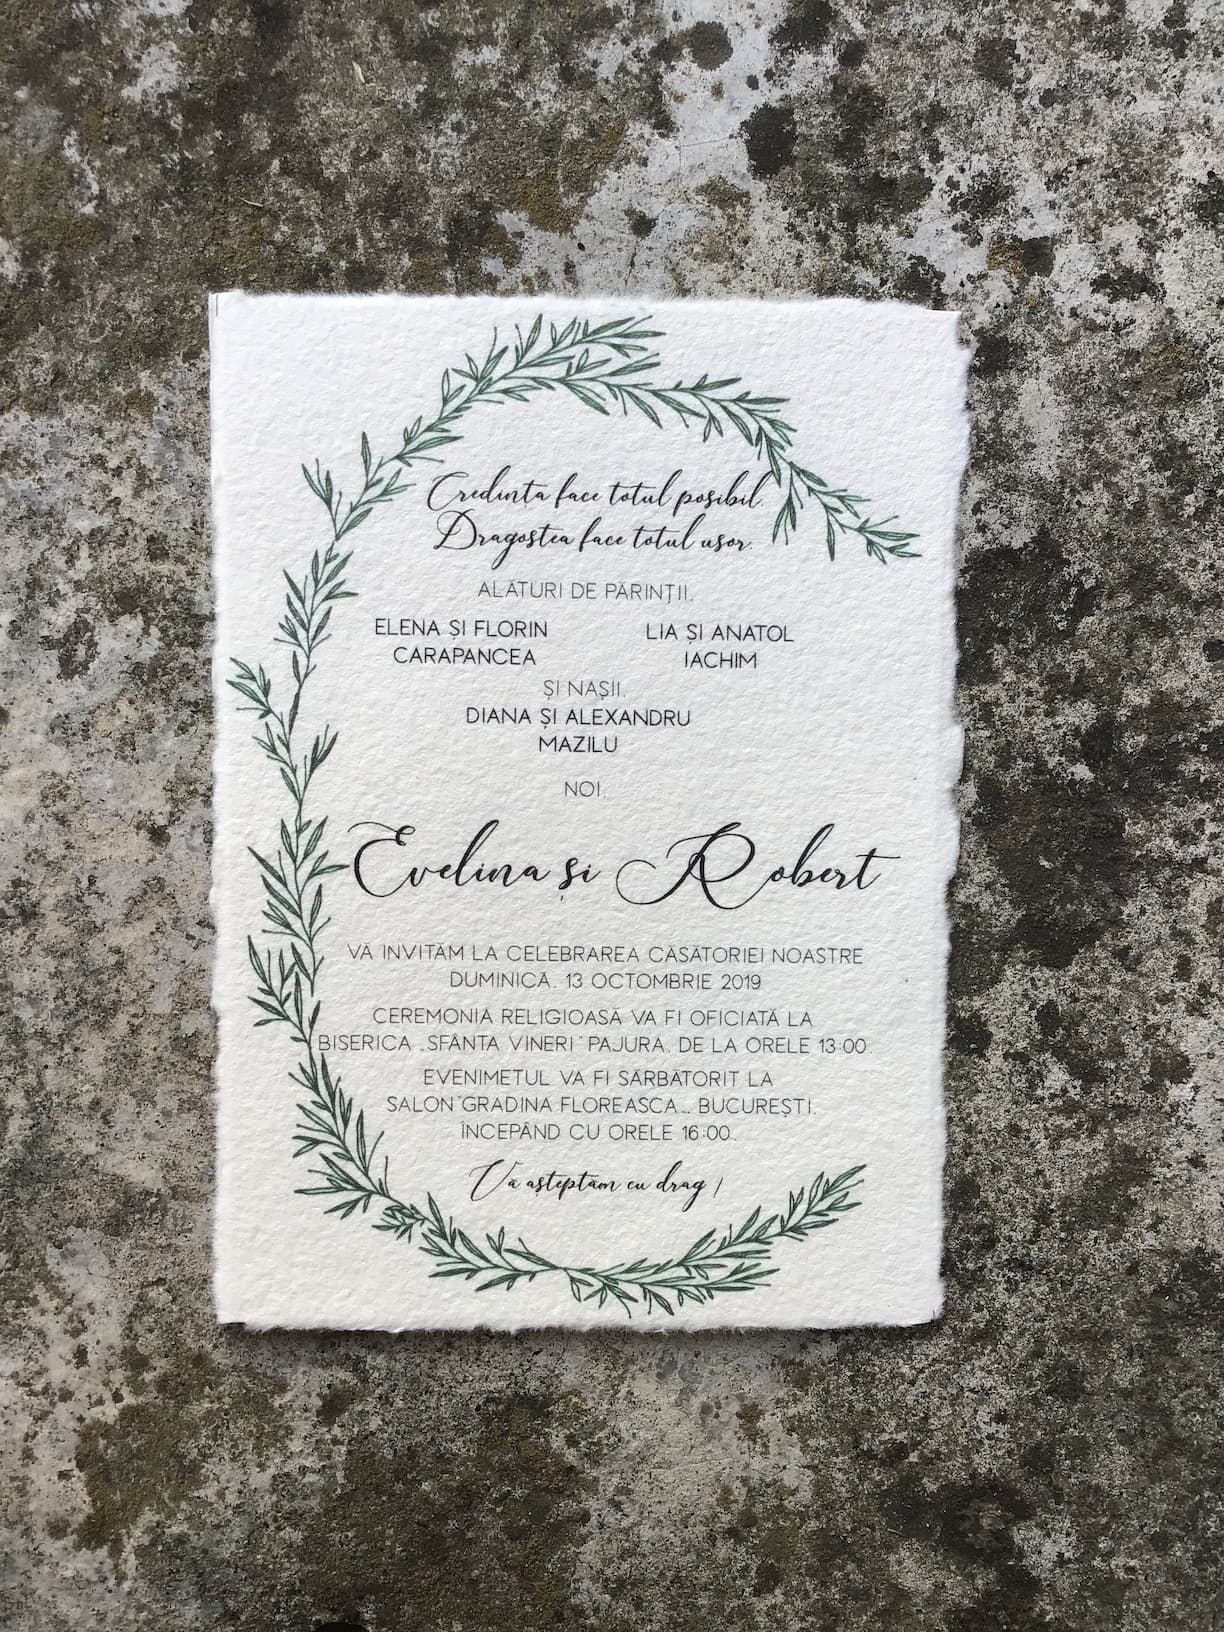 Credința face totul posibil.
Dragostea face totul ușor.
ALĂTURI DE PĂRINȚII,
ELENA ȘI FLORIN
CARAPANCEA
LIA ȘI ANATOL
IACHIM
ȘI NAȘII,
DIANA ȘI ALEXANDRU
MAZILU
NOI,
Evelina și Robert
VĂ INVITĂM LA CELEBRAREA CĂSĂTORIEI NOASTRE
DUMINICĂ, 13 OCTOMBRIE 2019
CEREMONIA RELIGIOASĂ VA FI OFICIATĂ LA
BISERICA „SFÂNTA VINERI" PAJURA, DE LA ORELE 13:00.
EVENIMETUL VA FI SĂRBĂTORIT LA
SALON"GRADINA FLOREASCA„, BUCUREȘTI,
ÎNCEPÂND CU ORELE 16:00.
Vă așteptăm cu drag !